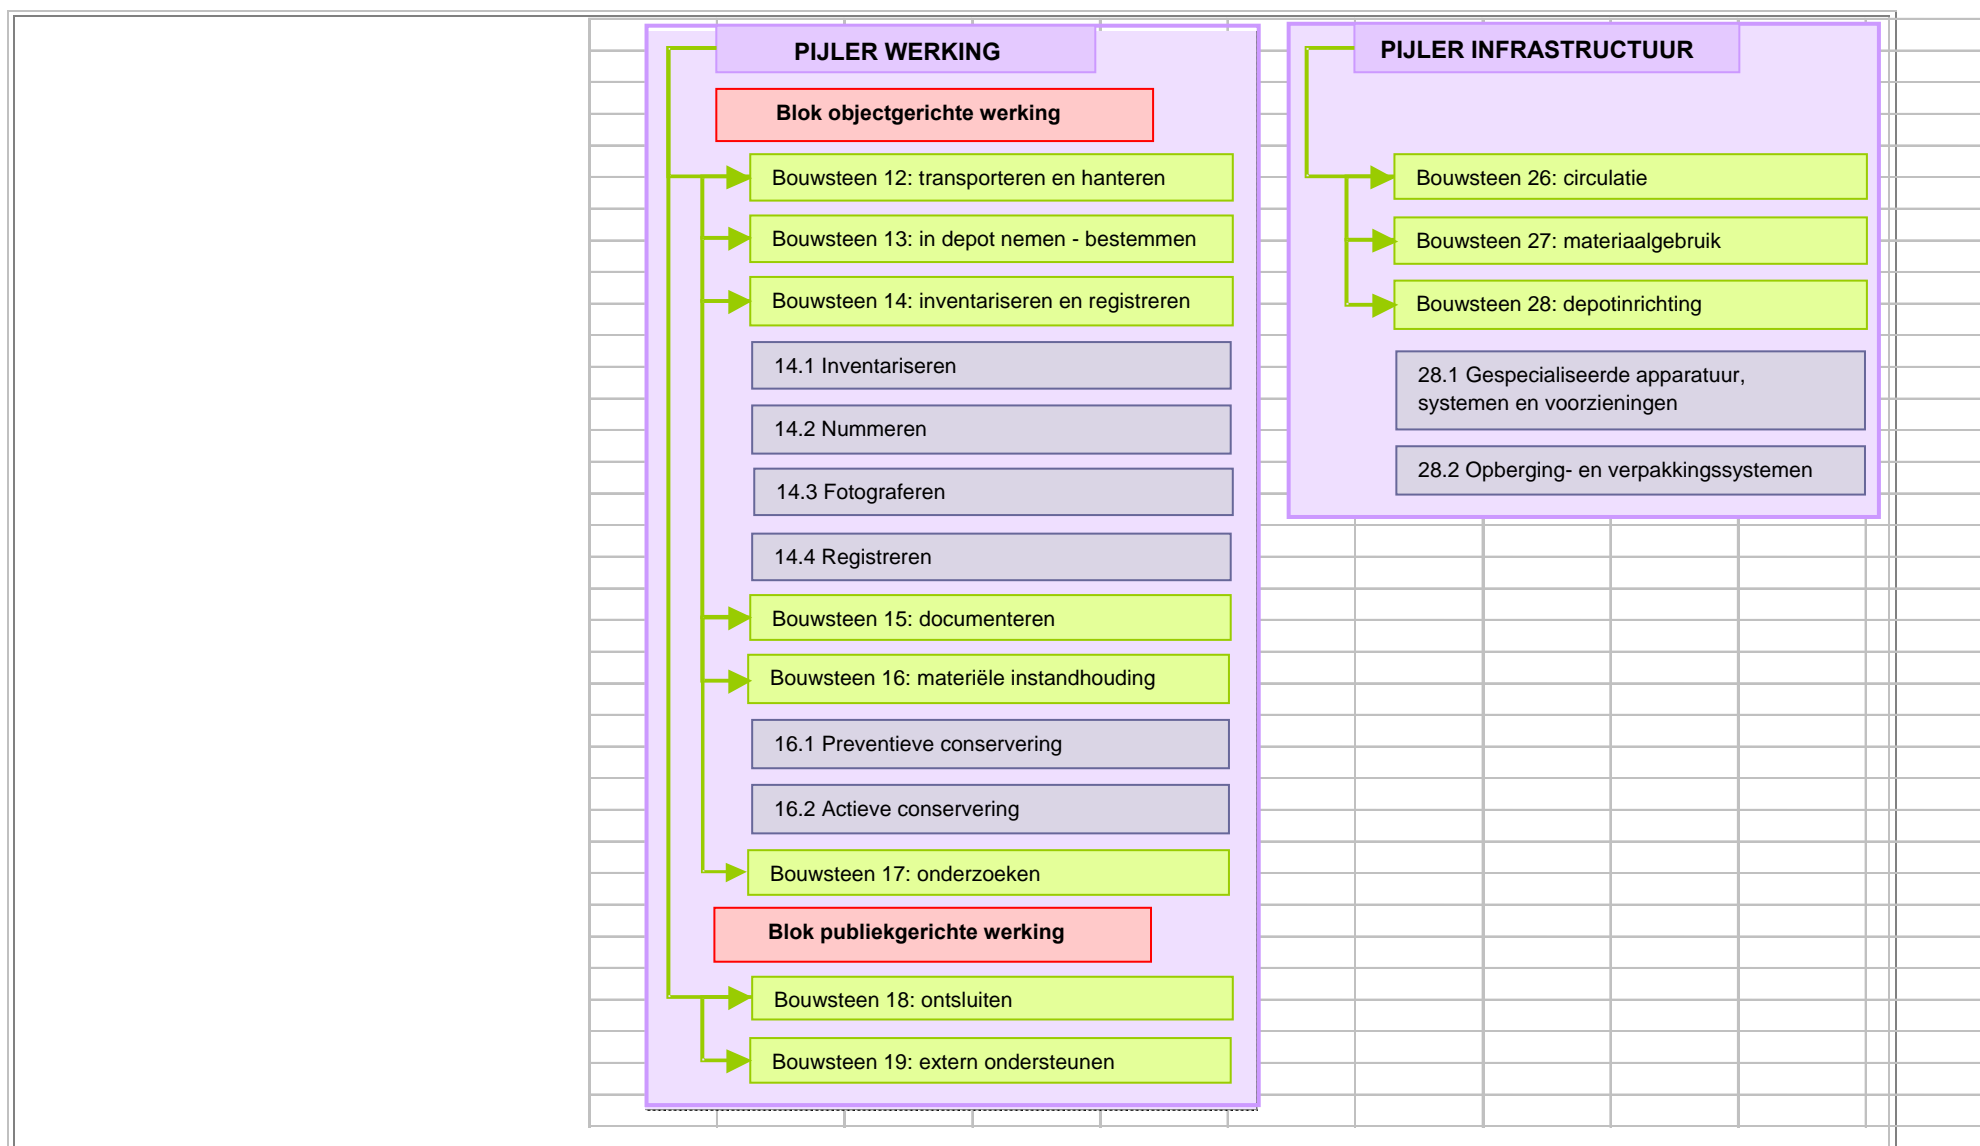 PIJLER WERKING
Blok objectgerichte werking
Bouwsteen 12: transporteren en hanteren
Bouwsteen 13: in depot nemen - bestemmen
Bouwsteen 14: inventariseren en registreren
14.1 Inventariseren
14.2 Nummeren
14.3 Fotograferen
14.4 Registreren
Bouwsteen 15: documenteren
Bouwsteen 16: materiële instandhouding
16.1 Preventieve conservering
16.2 Actieve conservering
Bouwsteen 17: onderzoeken
Blok publiekgerichte werking
Bouwsteen 18: ontsluiten
Bouwsteen 19: extern ondersteunen
PIJLER INFRASTRUCTUUR
Bouwsteen 26: circulatie
Bouwsteen 27: materiaalgebruik
Bouwsteen 28: depotinrichting
28.1 Gespecialiseerde apparatuur,
systemen en voorzieningen
28.2 Opberging- en verpakkingssystemen